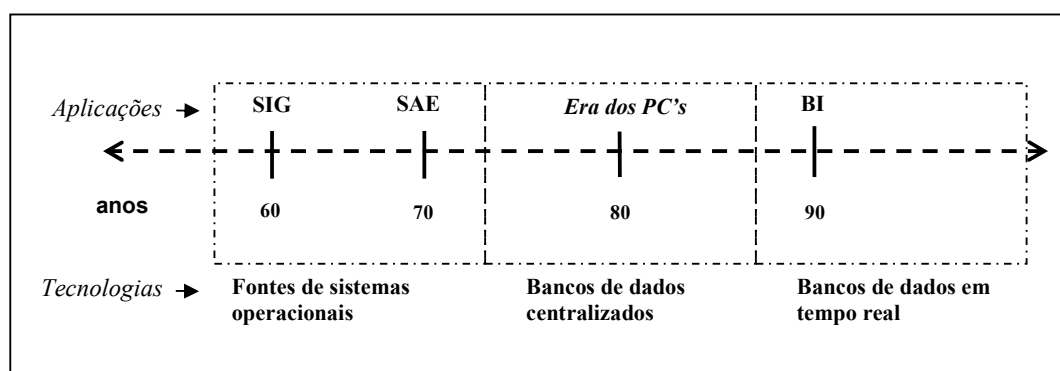 Aplicações SIG SAE Era dos PC's BI
anos 60 70 80 90
Tecnologias Fontes de sistemas operacionais
Bancos de dados centralizados
Bancos de dados em tempo real